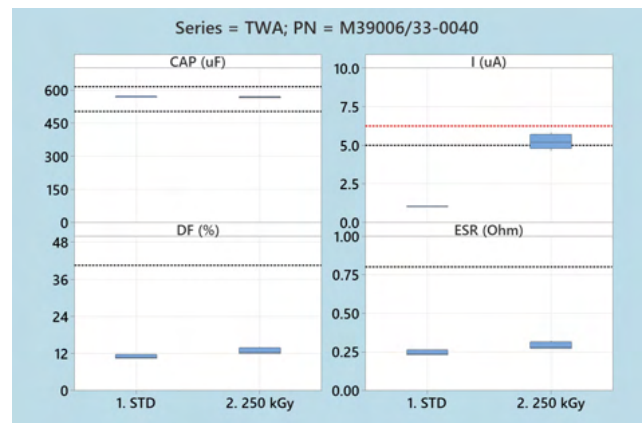 Series = TWA; PN = M39006/33-0040
CAP (uF)
600
450
300
150
0
I (uA)
10.0
7.5
5.0
2.5
0.0
DF (%)
48
36
24
12
0
1. STD
2. 250 kGy
ESR (Ohm)
1.00
0.75
0.50
0.25
0.00
1. STD
2. 250 kGy